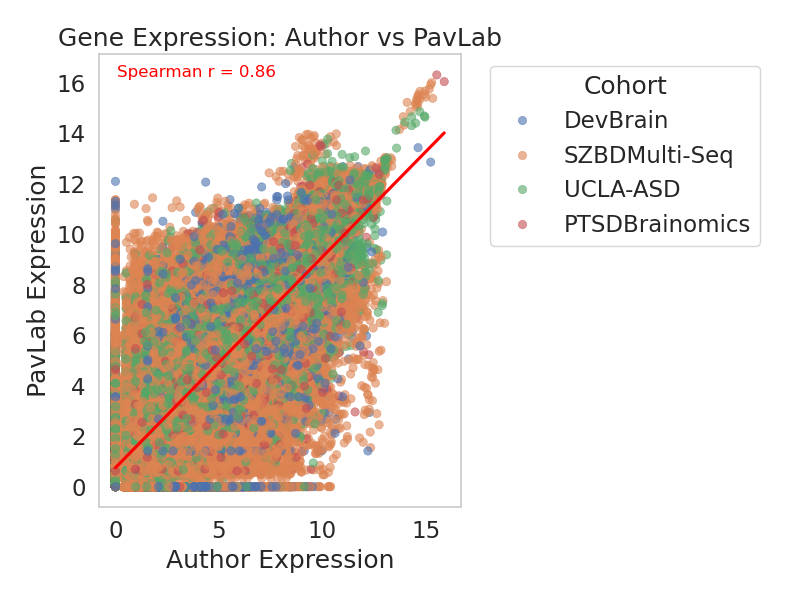 Gene Expression: Author vs PavLab
Spearman r = 0.86
16
14
12
10
8
6
4
2
0
PavLab Expression
0 5 10 15
Author Expression
Cohort
DevBrain
SZBDMulti-Seq
UCLA-ASD
PTSDBrainomics